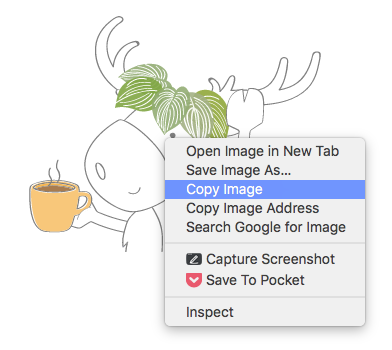 Open Image in New Tab
Save Image As...
Copy Image
Copy Image Address
Search Google for Image
Capture Screenshot
Save To Pocket
Inspect